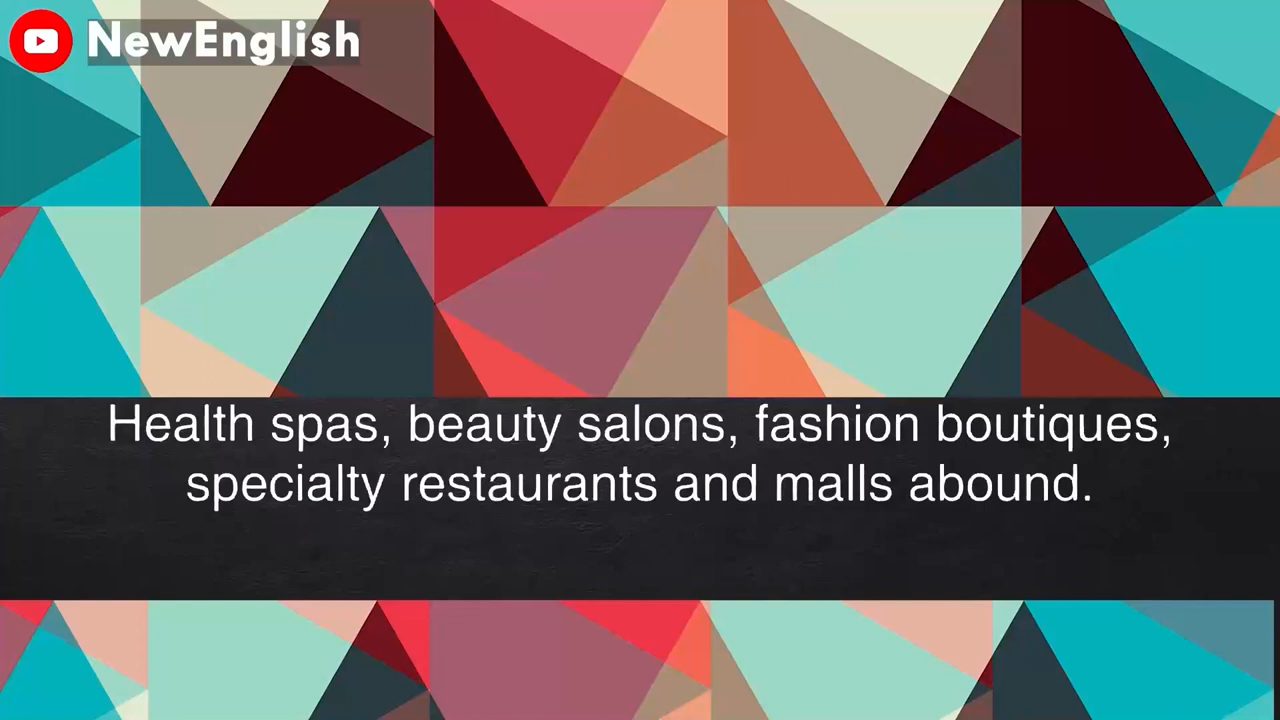 NewEnglish
Health spas, beauty salons, fashion boutiques,
specialty restaurants and malls abound.